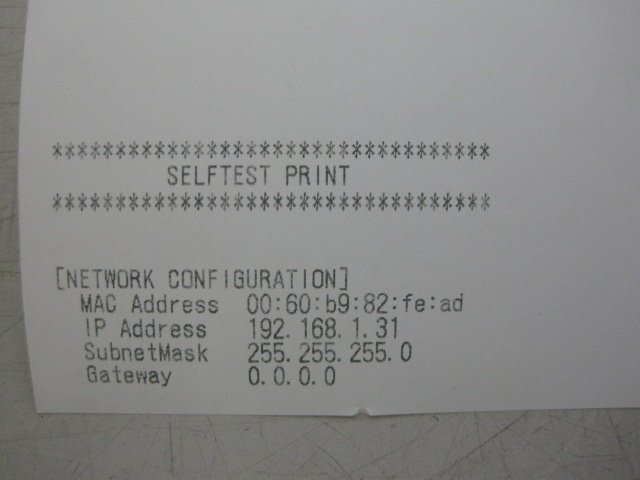 **********************************
SELFTEST PRINT
**********************************
[NETWORK CONFIGURATION]
MAC Address 00:60:b9:82:fe:ad
IP Address 192.168.1.31
SubnetMask 255.255.255.0
Gateway 0.0.0.0